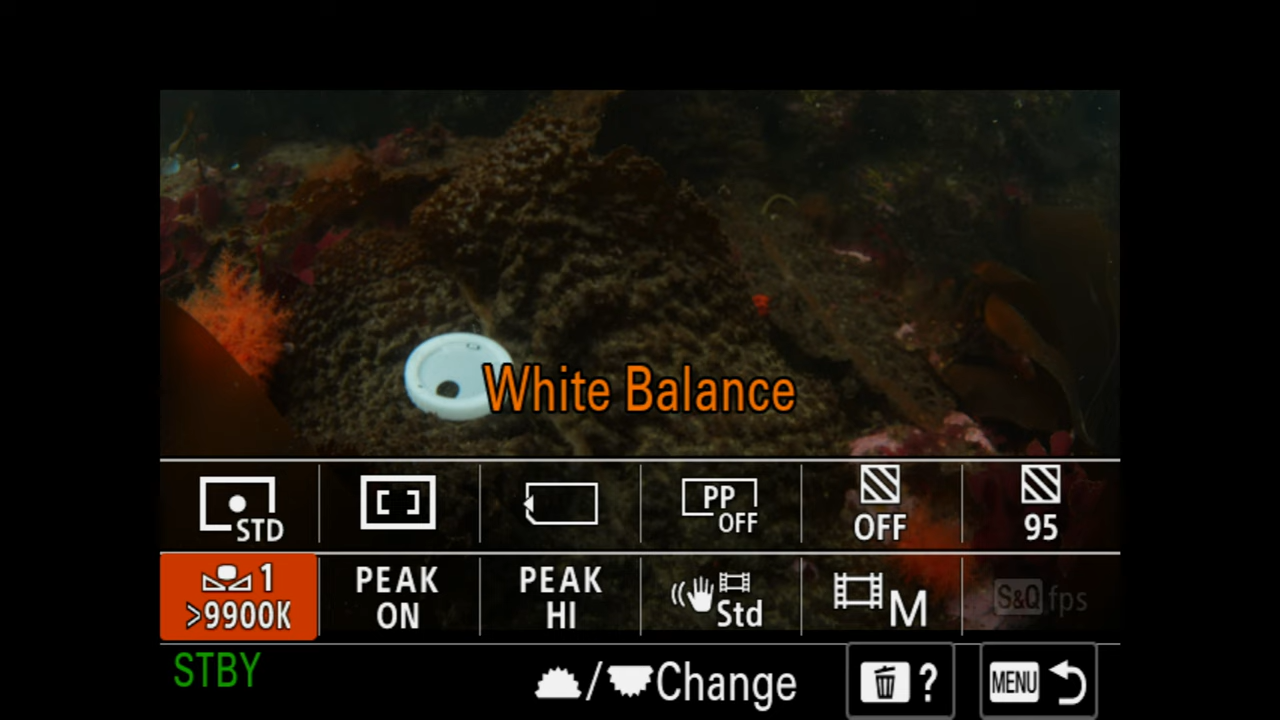 White Balance
STD
PP
OFF
OFF
95
1
>9900K
PEAK
ON
PEAK
HI
Std
M
S&Q fps
STBY
/ Change
?
MENU